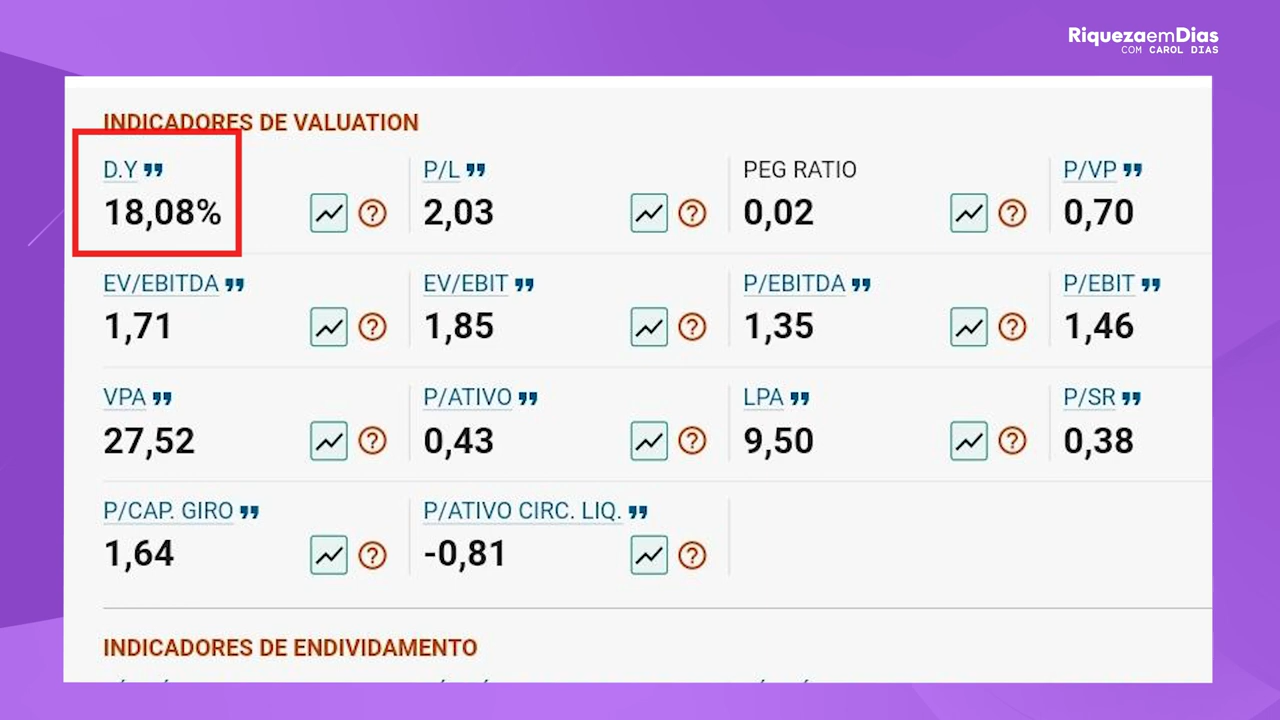 RiquezaemDias
COM CAROL DIAS
INDICADORES DE VALUATION
D.Y P/L PEG RATIO P/VP
18,08% 2,03 0,02 0,70
EV/EBITDA EV/EBIT P/EBITDA P/EBIT
1,71 1,85 1,35 1,46
VPA P/ATIVO LPA P/SR
27,52 0,43 9,50 0,38
P/CAP. GIRO P/ATIVO CIRC. LIQ.
1,64 -0,81
INDICADORES DE ENDIVIDAMENTO